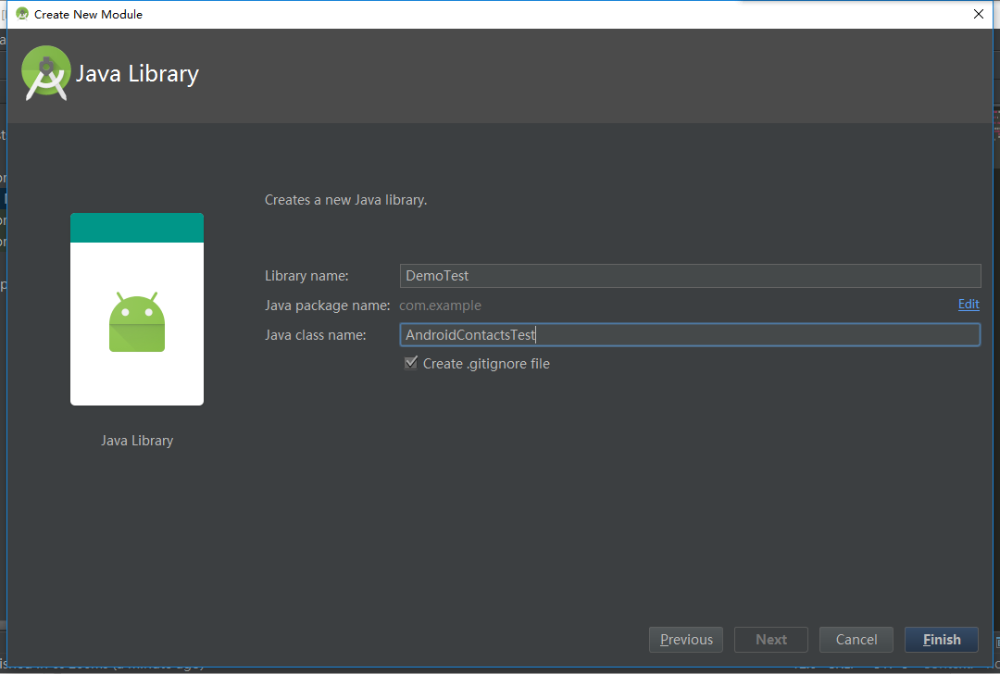 Create New Module
Java Library
Creates a new Java library.
Library name: DemoTest
Java package name: com.example Edit
Java class name: AndroidContactsTest
Create .gitignore file
Java Library
Previous Next Cancel Finish